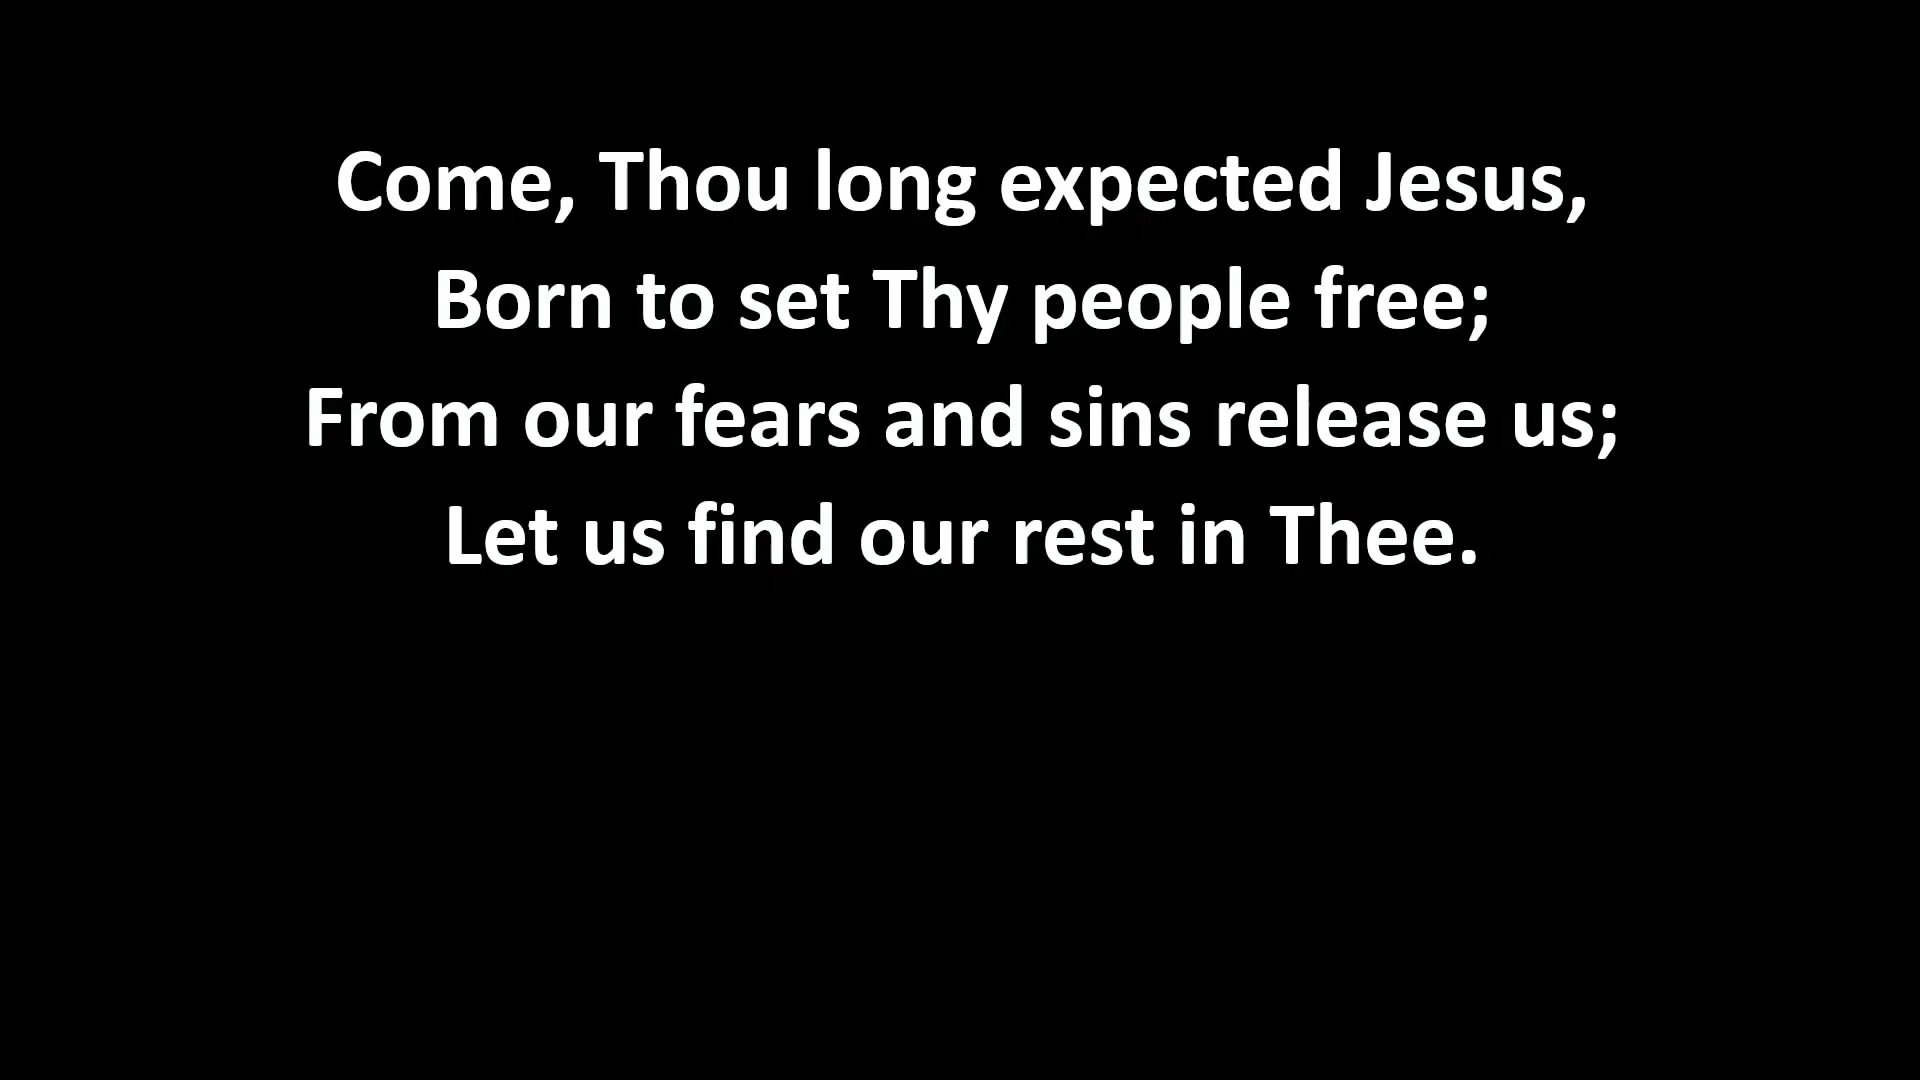 Come, Thou long expected Jesus,
Born to set Thy people free;
From our fears and sins release us;
Let us find our rest in Thee.